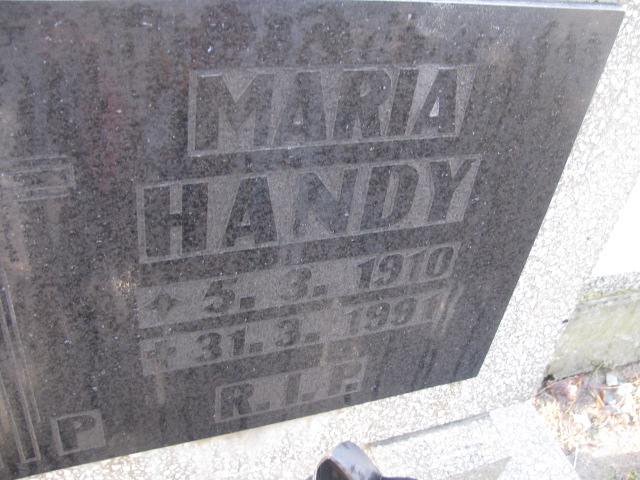 MARIA
HANDY
5. 3. 1910
31. 3. 1991
R. I. P.
P